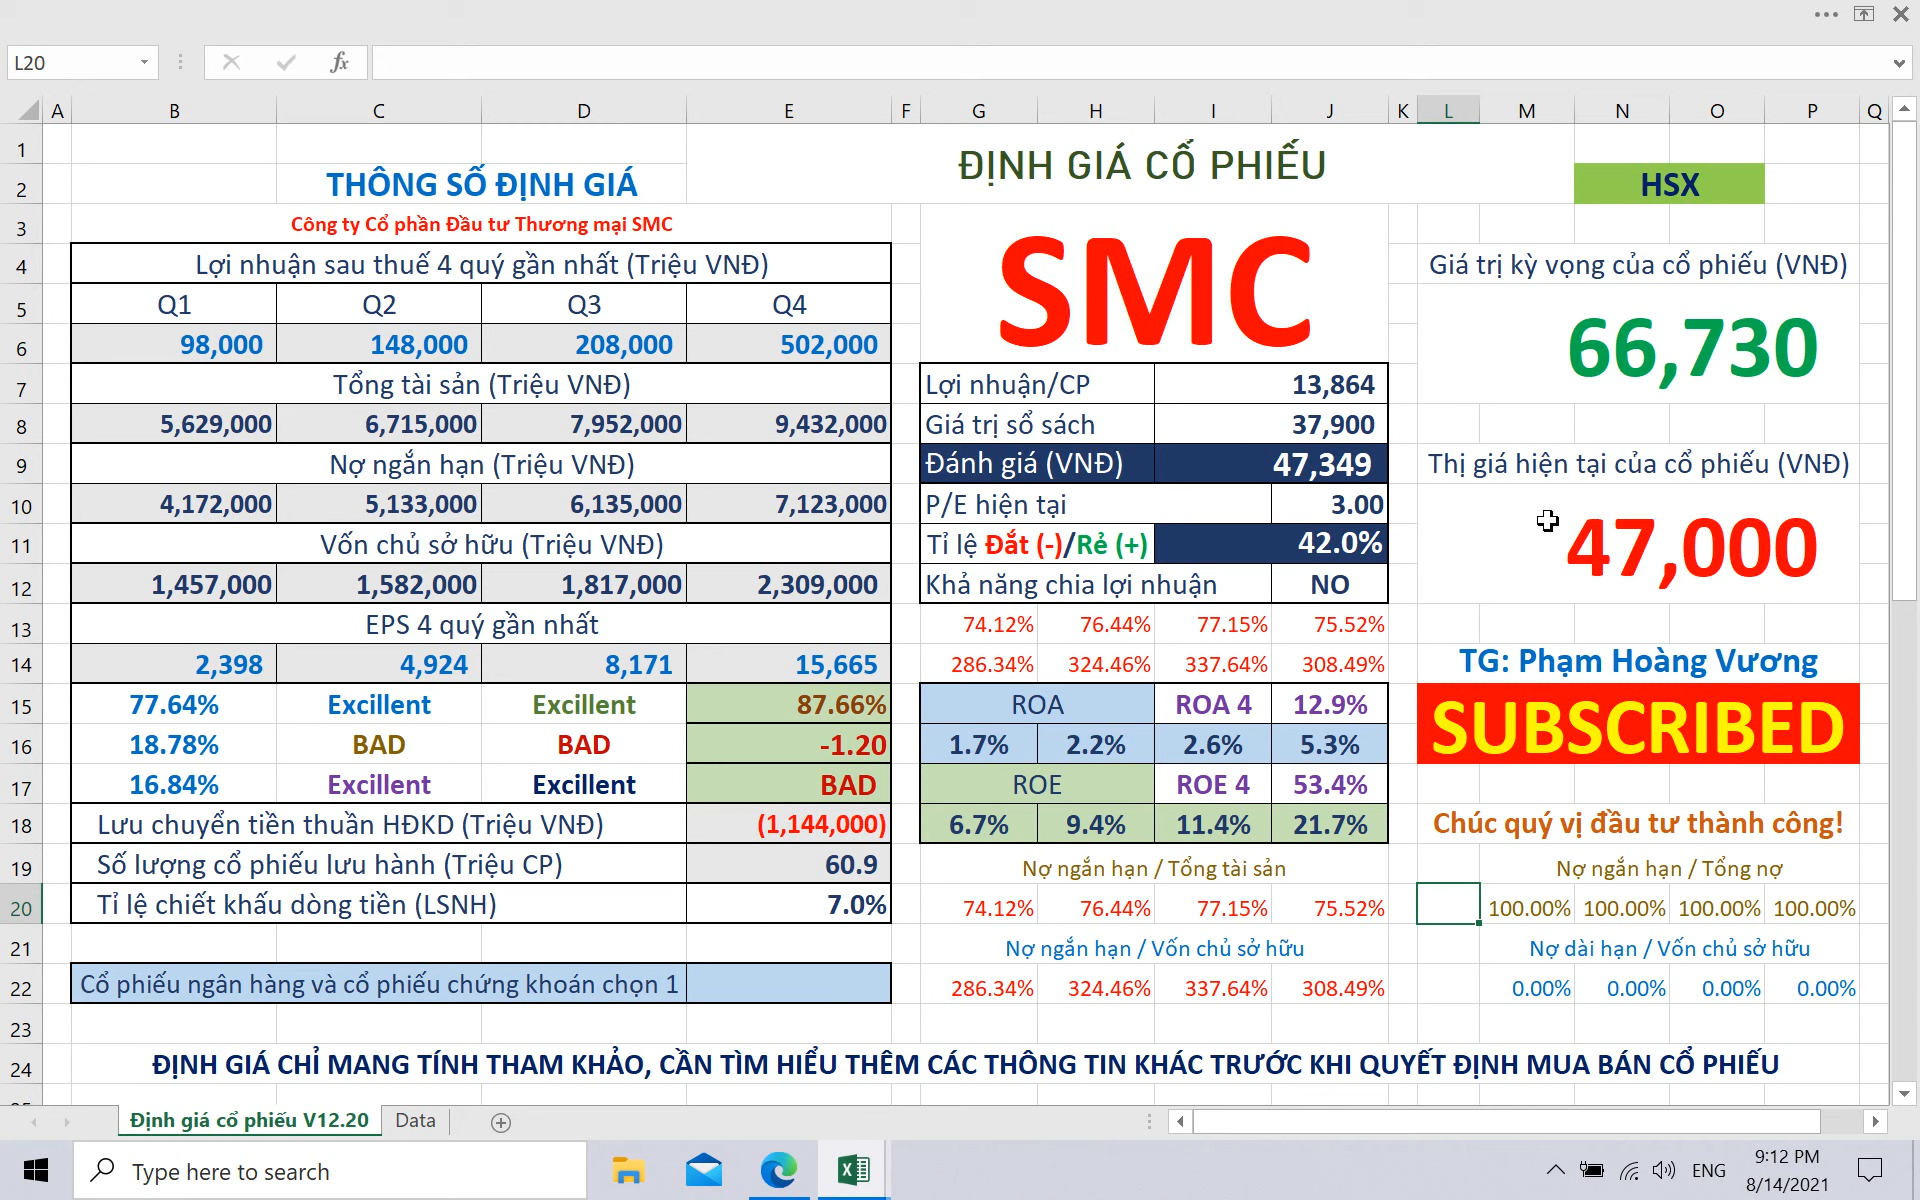 L20
fx
A B C D E F G H I J K L M N O P Q
1
ĐỊNH GIÁ CỔ PHIẾU
2 THÔNG SỐ ĐỊNH GIÁ HSX
3 Công ty Cổ phần Đầu tư Thương mại SMC
SMC
4 Lợi nhuận sau thuế 4 quý gần nhất (Triệu VNĐ) Giá trị kỳ vọng của cổ phiếu (VNĐ)
5 Q1 Q2 Q3 Q4
66,730
6 98,000 148,000 208,000 502,000
7 Tổng tài sản (Triệu VNĐ) Lợi nhuận/CP 13,864
8 5,629,000 6,715,000 7,952,000 9,432,000 Giá trị sổ sách 37,900
9 Nợ ngắn hạn (Triệu VNĐ) Đánh giá (VNĐ) 47,349 Thị giá hiện tại của cổ phiếu (VNĐ)
10 4,172,000 5,133,000 6,135,000 7,123,000 P/E hiện tại 3.00
47,000
11 Vốn chủ sở hữu (Triệu VNĐ) Tỉ lệ Đắt (-)/Rẻ (+) 42.0%
12 1,457,000 1,582,000 1,817,000 2,309,000 Khả năng chia lợi nhuận NO
13 EPS 4 quý gần nhất 74.12% 76.44% 77.15% 75.52%
14 2,398 4,924 8,171 15,665 286.34% 324.46% 337.64% 308.49% TG: Phạm Hoàng Vương
15 77.64% Excillent Excillent 87.66% ROA ROA 4 12.9%
SUBSCRIBED
16 18.78% BAD BAD -1.20 1.7% 2.2% 2.6% 5.3%
17 16.84% Excillent Excillent BAD ROE ROE 4 53.4%
18 Lưu chuyển tiền thuần HĐKD (Triệu VNĐ) (1,144,000) 6.7% 9.4% 11.4% 21.7% Chúc quý vị đầu tư thành công!
19 Số lượng cổ phiếu lưu hành (Triệu CP) 60.9 Nợ ngắn hạn / Tổng tài sản Nợ ngắn hạn / Tổng nợ
20 Tỉ lệ chiết khấu dòng tiền (LSNH) 7.0% 74.12% 76.44% 77.15% 75.52% 100.00% 100.00% 100.00% 100.00%
21 Nợ ngắn hạn / Vốn chủ sở hữu Nợ dài hạn / Vốn chủ sở hữu
22 Cổ phiếu ngân hàng và cổ phiếu chứng khoán chọn 1 286.34% 324.46% 337.64% 308.49% 0.00% 0.00% 0.00% 0.00%
23
24 ĐỊNH GIÁ CHỈ MANG TÍNH THAM KHẢO, CẦN TÌM HIỂU THÊM CÁC THÔNG TIN KHÁC TRƯỚC KHI QUYẾT ĐỊNH MUA BÁN CỔ PHIẾU
Định giá cổ phiếu V12.20 Data
Type here to search ENG 9:12 PM
8/14/2021